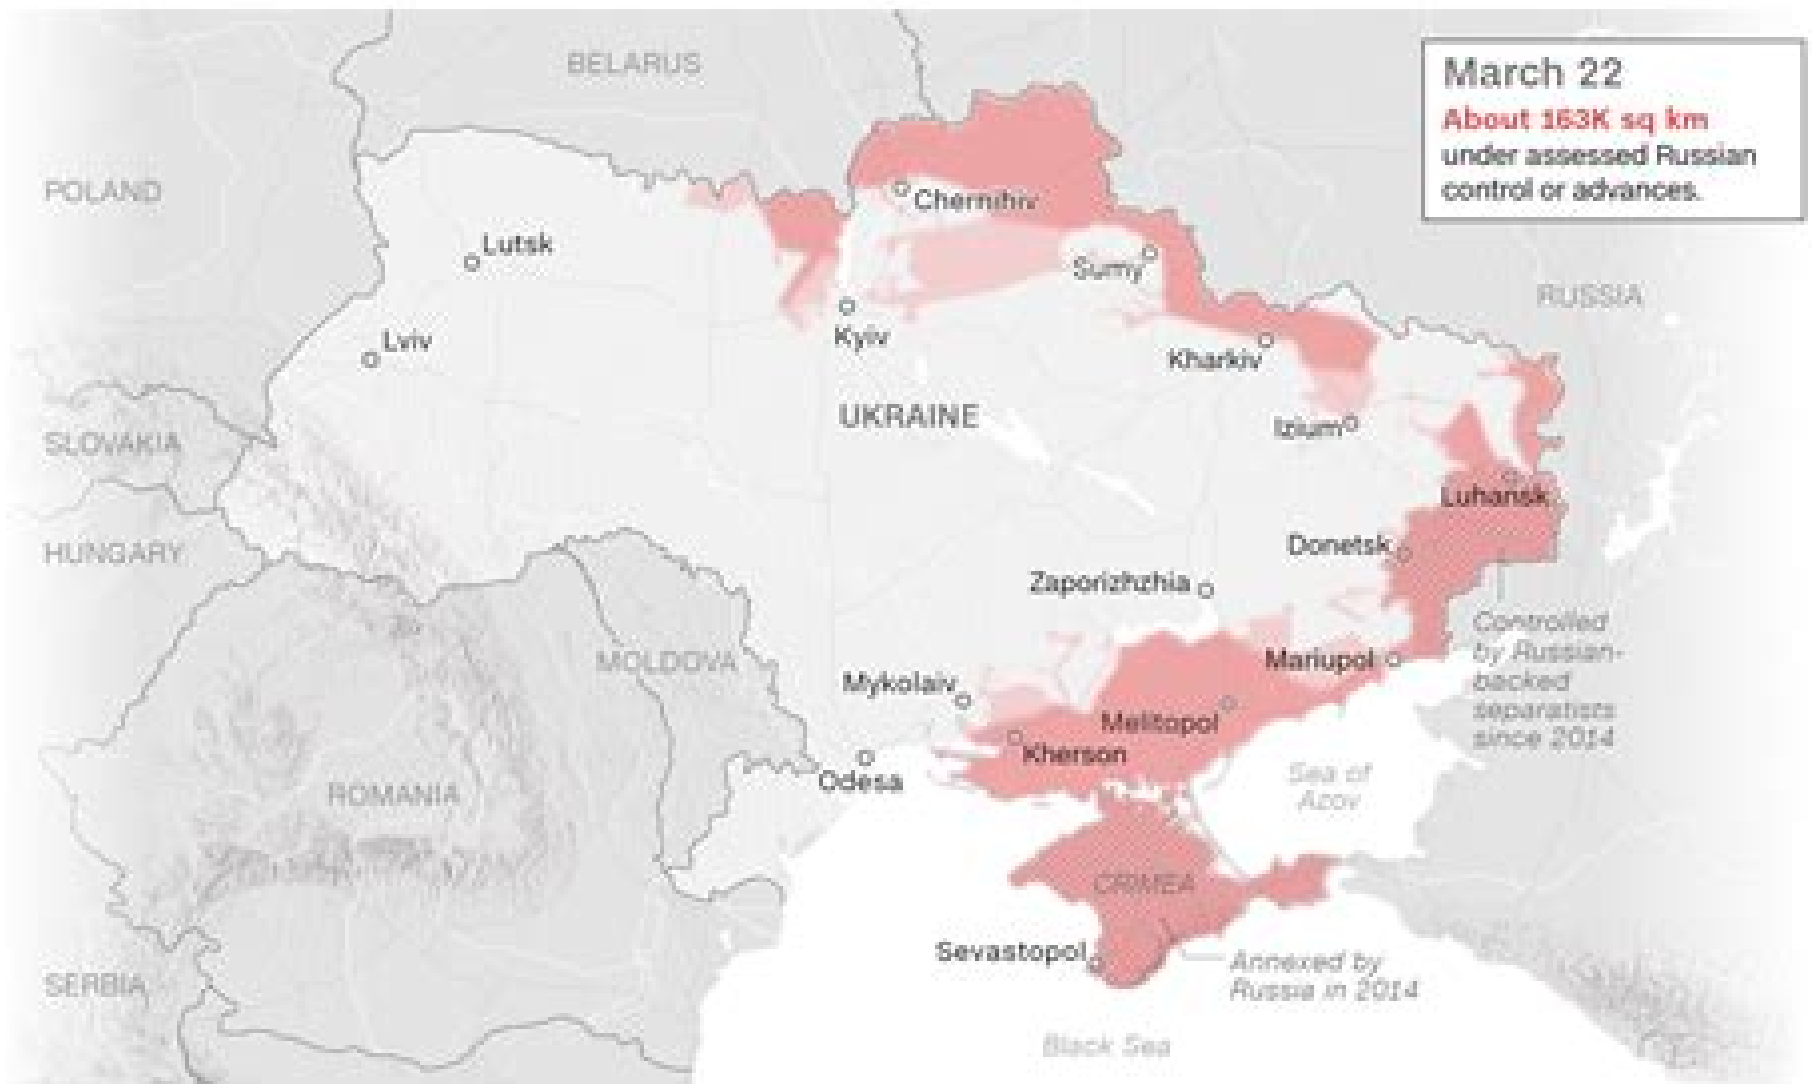 BELARUS
March 22
About 163K sq km
under assessed Russian
control or advances.
POLAND
Chernihiv
Lutsk
Sumy
RUSSIA
Lviv
Kyiv
Kharkiv
UKRAINE
Izium
SLOVAKIA
Luhansk
HUNGARY
Donetsk
Zaporizhzhia
Controlled
by Russian-
backed
separatists
since 2014
MOLDOVA
Mariupol
Mykolaiv
Melitopol
Kherson
Odesa
Sea of
Azov
ROMANIA
CRIMEA
Sevastopol
Annexed by
Russia in 2014
SERBIA
Black Sea